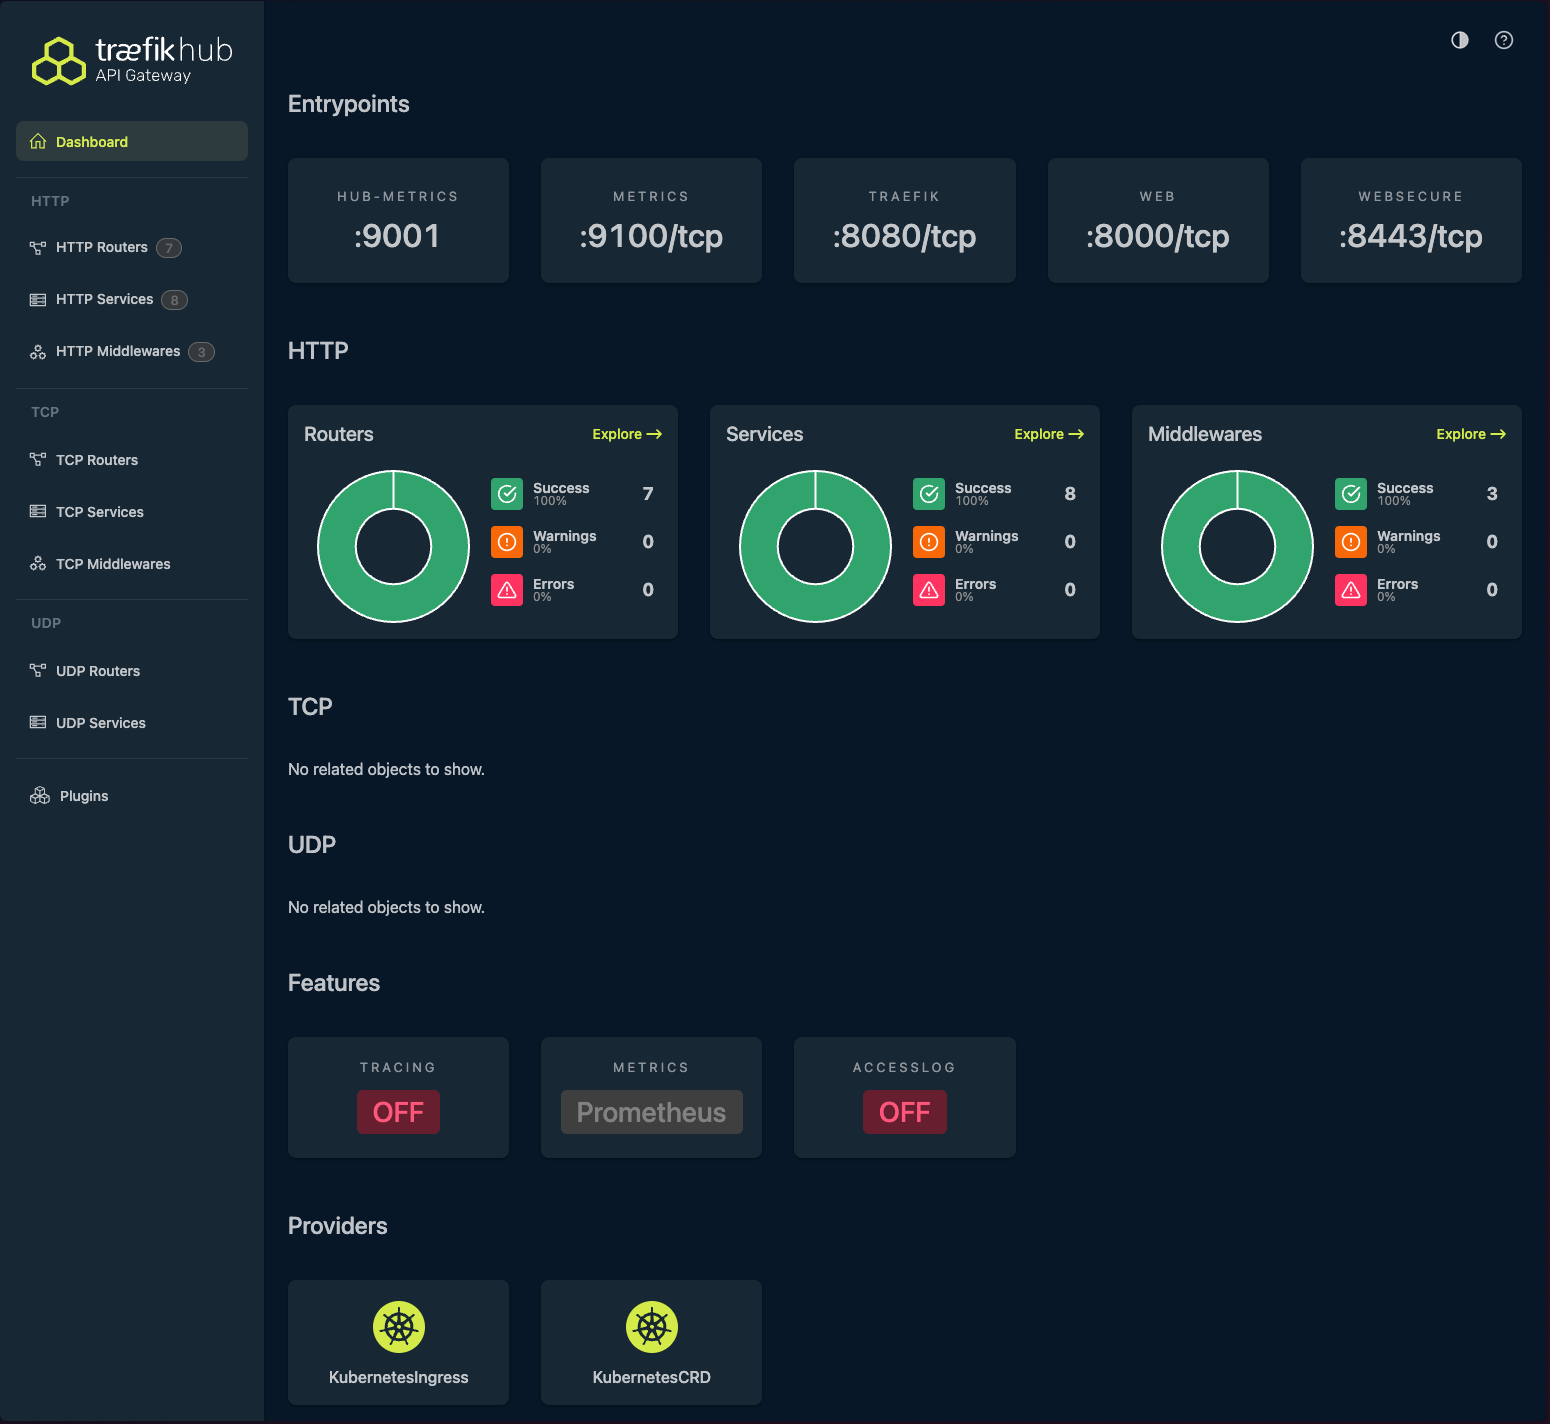 træfik hub
API Gateway
Dashboard
HTTP
HTTP Routers 7
HTTP Services 8
HTTP Middlewares 3
TCP
TCP Routers
TCP Services
TCP Middlewares
UDP
UDP Routers
UDP Services
Plugins
Entrypoints
HUB-METRICS
:9001
METRICS
:9100/tcp
TRAEFIK
:8080/tcp
WEB
:8000/tcp
WEBSECURE
:8443/tcp
HTTP
Routers Explore →
Success 7
100%
Warnings 0
0%
Errors 0
0%
Services Explore →
Success 8
100%
Warnings 0
0%
Errors 0
0%
Middlewares Explore →
Success 3
100%
Warnings 0
0%
Errors 0
0%
TCP
No related objects to show.
UDP
No related objects to show.
Features
TRACING
OFF
METRICS
Prometheus
ACCESSLOG
OFF
Providers
KubernetesIngress
KubernetesCRD